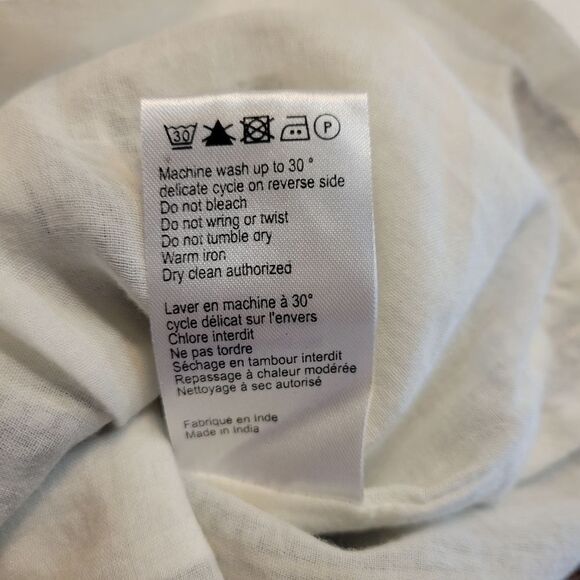 30 P
Machine wash up to 30 °
delicate cycle on reverse side
Do not bleach
Do not wring or twist
Do not tumble dry
Warm iron
Dry clean authorized
Laver en machine à 30°
cycle délicat sur l'envers
Chlore interdit
Ne pas tordre
Séchage en tambour interdit
Repassage à chaleur modérée
Nettoyage à sec autorisé
Fabriqué en Inde
Made in India